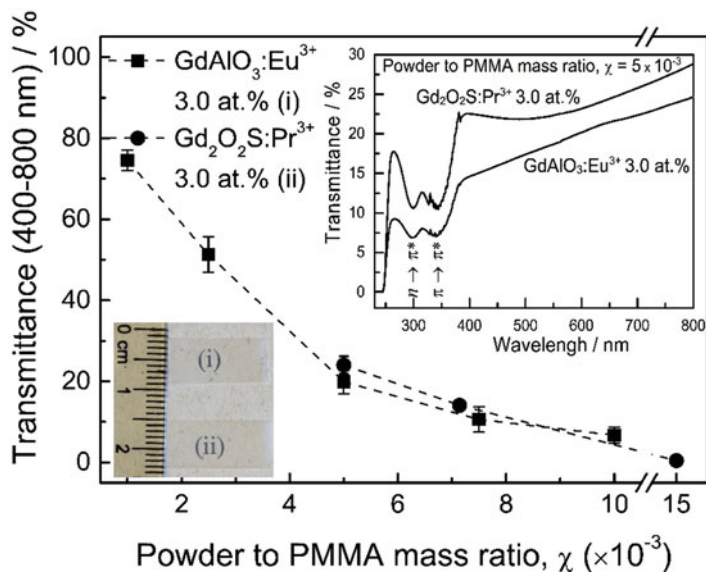 Transmittance (400-800 nm) / %
100
80
60
40
20
0
GdAlO₃:Eu³⁺
3.0 at.% (i)
Gd₂O₂S:Pr³⁺
3.0 at.% (ii)
Transmittance / %
30
25
20
15
10
5
0
Powder to PMMA mass ratio, χ = 5 x 10⁻³
Gd₂O₂S:Pr³⁺ 3.0 at.%
GdAlO₃:Eu³⁺ 3.0 at.%
n → π*
π → π*
300 400 500 600 700 800
Wavelengh / nm
0 cm 1 2
(i)
(ii)
2 4 6 8 10 15
Powder to PMMA mass ratio, χ (×10⁻³)